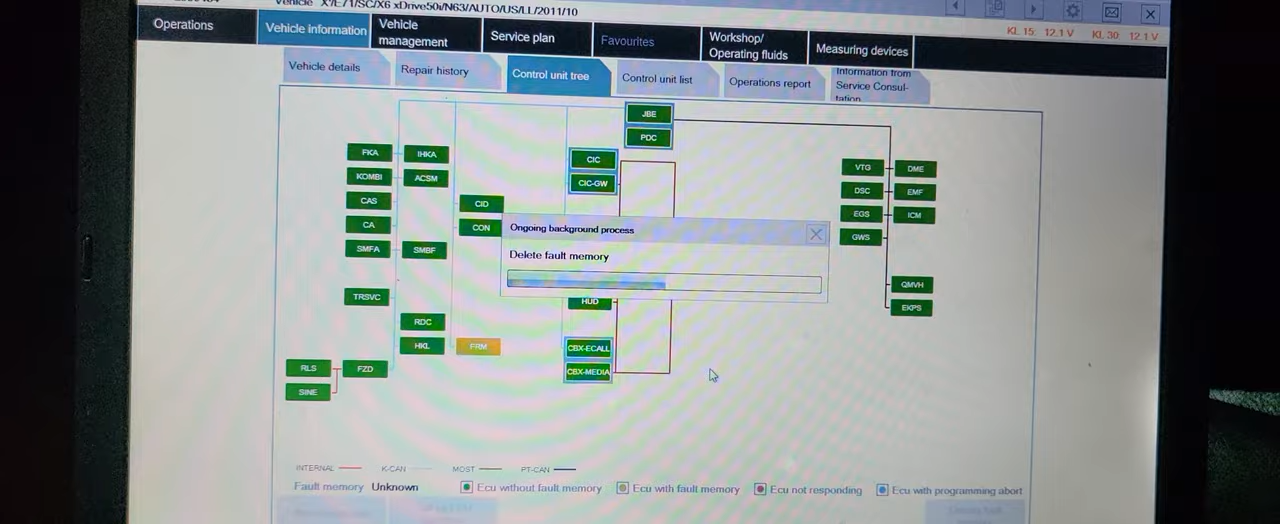 Vehicle X'/E71/SC/X6 xDrive50i/N63/AUTO/US/LL/2011/10
KL 15: 12.1 V KL 30: 12.1 V
Operations
Vehicle information
Vehicle
management
Service plan
Favourites
Workshop/
Operating fluids
Measuring devices
Vehicle details
Repair history
Control unit tree
Control unit list
Operations report
Information from
Service Consul-
tation
JBE
PDC
FKA IHKA CIC VTG DME
KOMBI ACSM CIC-GW DSC EMF
CAS CID EGS ICM
CA CON GWS
SMFA SMBF
Ongoing background process
Delete fault memory
TRSVC HUD QMVH
RDC EKPS
HKL FRM CBX-ECALL
RLS FZD CBX-MEDIA
SINE
INTERNAL K-CAN MOST PT-CAN
Fault memory Unknown Ecu without fault memory Ecu with fault memory Ecu not responding Ecu with programming abort